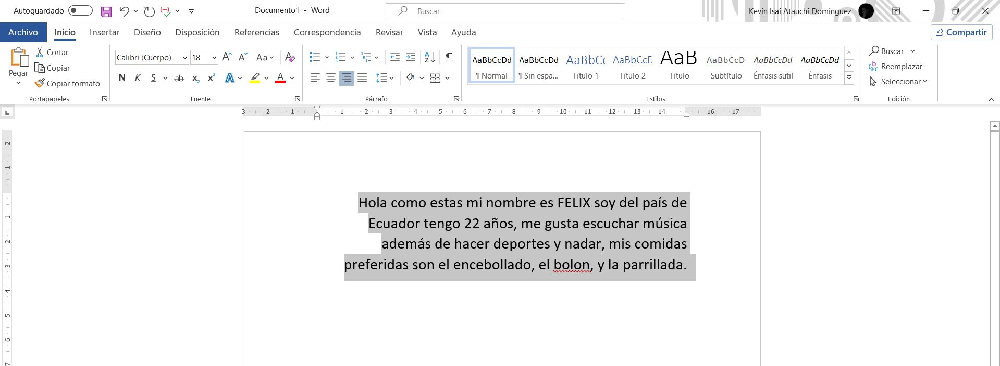 Autoguardado Documento1 - Word Buscar Kevin Isai Atauchi Dominguez
Archivo Inicio Insertar Diseño Disposición Referencias Correspondencia Revisar Vista Ayuda Compartir
Pegar
Cortar
Copiar
Copiar formato
Portapapeles
Calibri (Cuerpo) 18 A A Aa A
N K S ab x2 x2 A A
Fuente
Párrafo
AaBbCcDd AaBbCcDd AaBbCc AaBbCcD AaB AaBbCcD AaBbCcDd AaBbCcDd
¶ Normal ¶ Sin espa... Título 1 Título 2 Título Subtítulo Énfasis sutil Énfasis
Estilos
Buscar
Reemplazar
Seleccionar
Edición
3 2 1 1 2 3 4 5 6 7 8 9 10 11 12 13 14 16 17
2
1
1
2
3
4
5
6
7
Hola como estas mi nombre es FELIX soy del país de
Ecuador tengo 22 años, me gusta escuchar música
además de hacer deportes y nadar, mis comidas
preferidas son el encebollado, el bolon, y la parrillada.